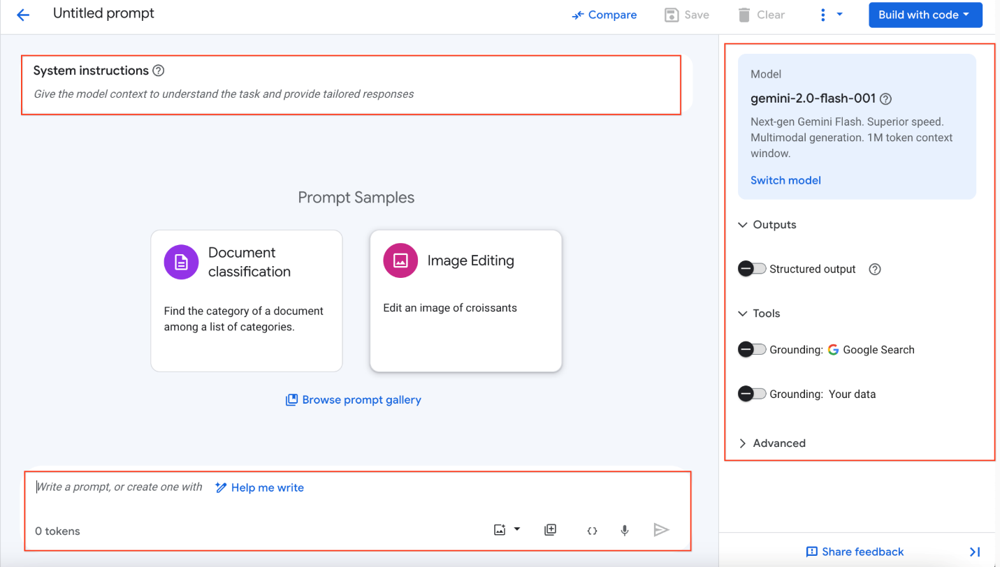 Untitled prompt
Compare
Save
Clear
Build with code
System instructions
Give the model context to understand the task and provide tailored responses
Prompt Samples
Document
classification
Find the category of a document
among a list of categories.
Image Editing
Edit an image of croissants
Browse prompt gallery
Write a prompt, or create one with Help me write
0 tokens
Model
gemini-2.0-flash-001
Next-gen Gemini Flash. Superior speed.
Multimodal generation. 1M token context
window.
Switch model
Outputs
Structured output
Tools
Grounding: Google Search
Grounding: Your data
Advanced
Share feedback